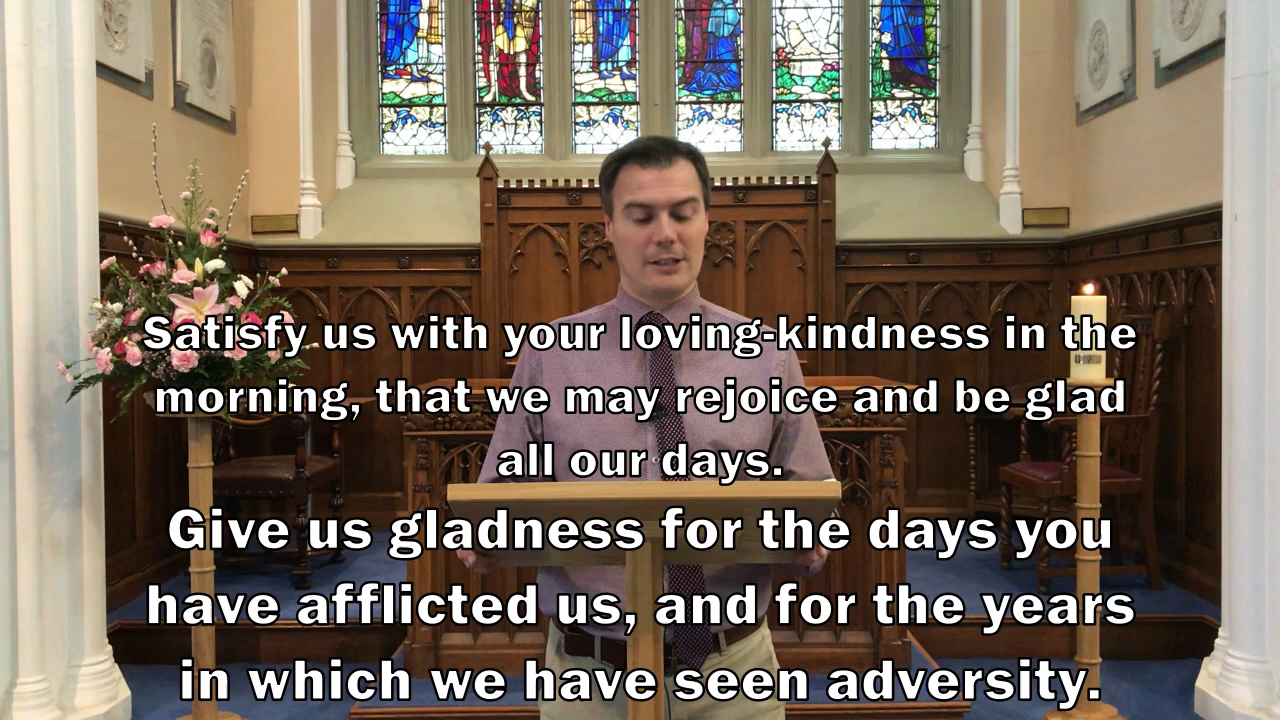 Satisfy us with your loving-kindness in the
morning, that we may rejoice and be glad
all our days.
Give us gladness for the days you
have afflicted us, and for the years
in which we have seen adversity.